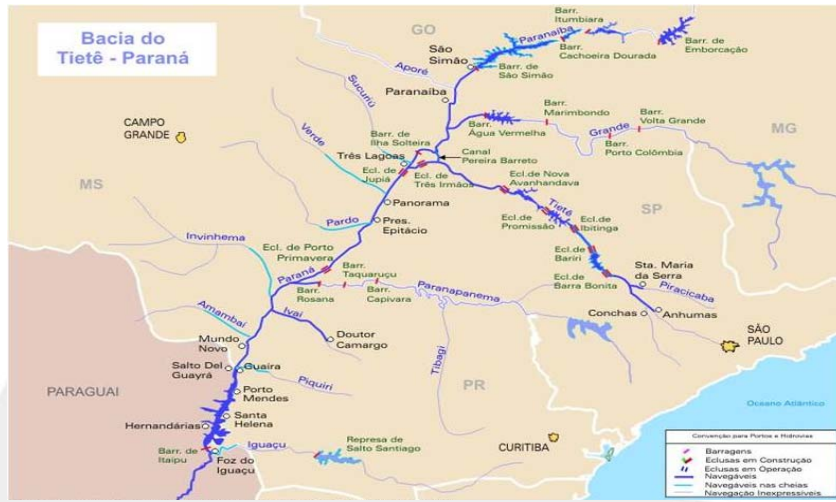 Bacia do
Tietê - Paraná
GO
Barr.
Itumbiara
Paranaíba
São
Simão
Barr.
Cachoeira Dourada
Barr. de
Emborcação
Barr. de
São Simão
Aporé
Paranaíba
Sucuriú
CAMPO
GRANDE
Verde
Barr. de
Ilha Solteira
Barr.
Água Vermelha
Barr.
Marimbondo
Barr.
Volta Grande
Grande
Barr.
Porto Colômbia
MG
Três Lagoas
Canal
Pereira Barreto
Ecl. de
Jupiá
Ecl. de
Três Irmãos
Ecl.de Nova
Avanhandava
MS
Panorama
Tietê
SP
Pardo
Pres.
Epitácio
Ecl.de
Promissão
Ecl.de
Ibitinga
Invinhema
Ecl. de Porto
Primavera
Ecl.de
Bariri
Paraná
Barr.
Taquaruçu
Paranapanema
Ecl.de
Barra Bonita
Sta. Maria
da Serra
Barr.
Rosana
Barr.
Capivara
Piracicaba
Amambaí
Ivaí
Conchas
Anhumas
Mundo
Novo
Doutor
Camargo
SÃO
PAULO
Salto Del
Guayrá
Guaira
Tibagi
PARAGUAI
Porto
Mendes
Piquiri
PR
Oceano Atlântico
Santa
Helena
Hernandárias
Barr. de
Itaipu
Iguaçu
Represa de
Salto Santiago
CURITIBA
Foz do
Iguaçu
Convenção para Portos e Hidrovias
Barragens
Eclusas em Construção
Eclusas em Operação
Navegáveis
Navegáveis nas cheias
Navegação Inexpressíveis